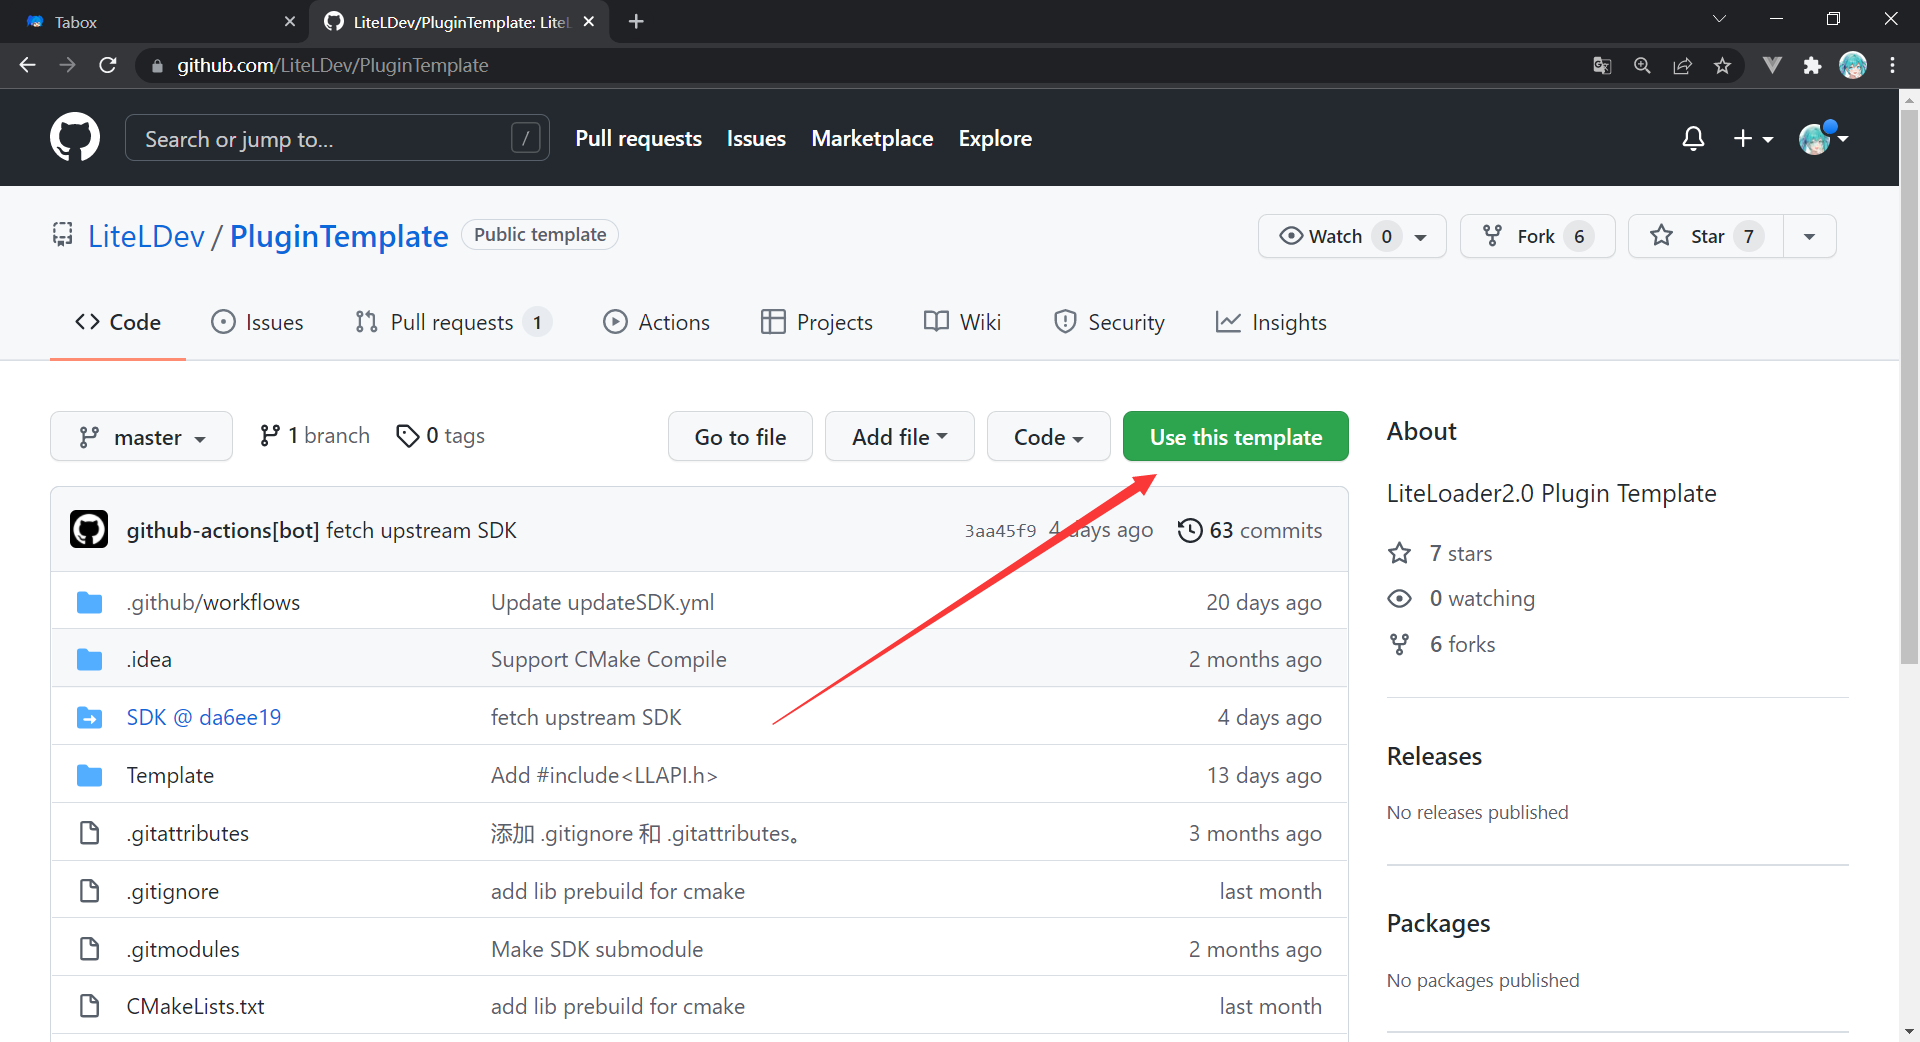 Tabox
LiteLDev/PluginTemplate: LiteL
github.com/LiteLDev/PluginTemplate
Search or jump to... /
Pull requests Issues Marketplace Explore
LiteLDev / PluginTemplate Public template
Watch 0 Fork 6 Star 7
Code Issues Pull requests 1 Actions Projects Wiki Security Insights
master 1 branch 0 tags Go to file Add file Code Use this template
github-actions[bot] fetch upstream SDK 3aa45f9 4 days ago 63 commits
.github/workflows Update updateSDK.yml 20 days ago
.idea Support CMake Compile 2 months ago
SDK @ da6ee19 fetch upstream SDK 4 days ago
Template Add #include<LLAPI.h> 13 days ago
.gitattributes 添加 .gitignore 和 .gitattributes。 3 months ago
.gitignore add lib prebuild for cmake last month
.gitmodules Make SDK submodule 2 months ago
CMakeLists.txt add lib prebuild for cmake last month
About
LiteLoader2.0 Plugin Template
7 stars
0 watching
6 forks
Releases
No releases published
Packages
No packages published